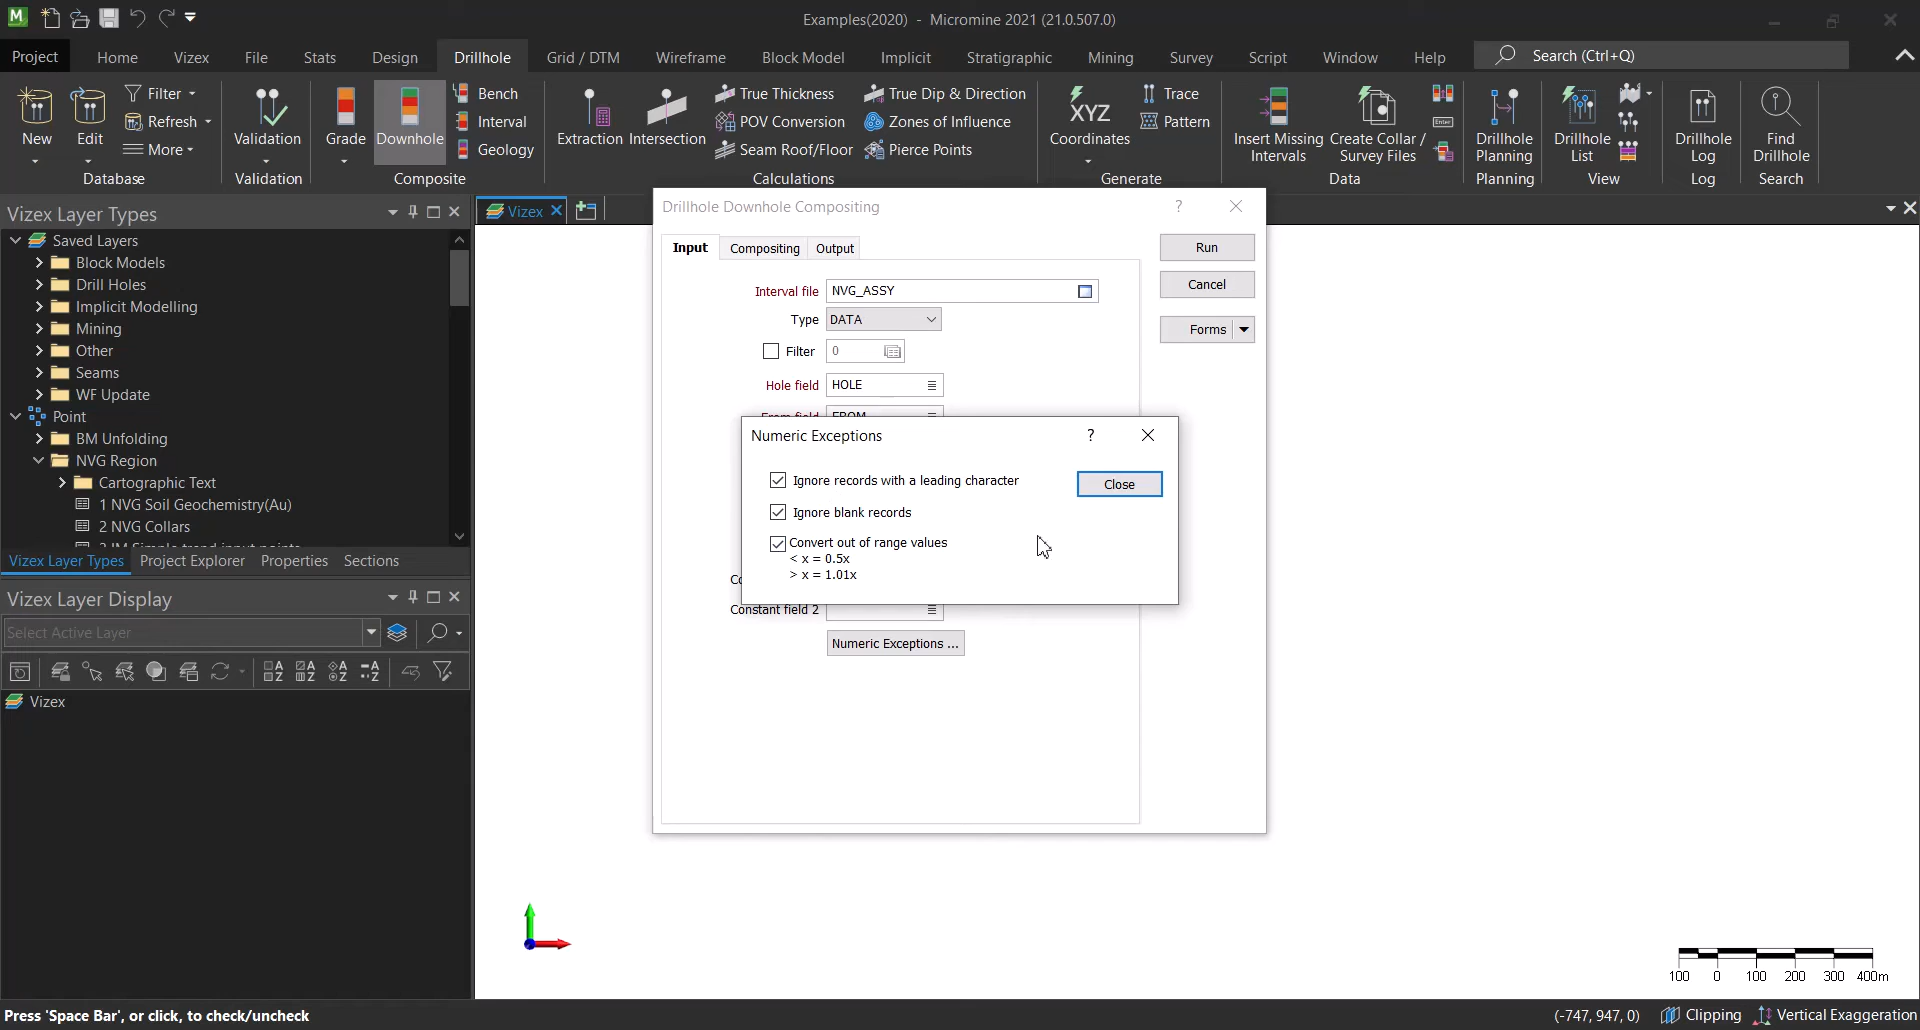 Examples(2020) - Micromine 2021 (21.0.507.0)
Project Home Vizex File Stats Design Drillhole Grid / DTM Wireframe Block Model Implicit Stratigraphic Mining Survey Script Window Help Search (Ctrl+Q)
New
Edit
Filter
Refresh
More
Database
Validation
Validation
Grade
Downhole
Bench
Interval
Geology
Composite
Extraction
Intersection
True Thickness
POV Conversion
Seam Roof/Floor
True Dip & Direction
Zones of Influence
Pierce Points
Calculations
XYZ
Coordinates
Trace
Pattern
Generate
Insert Missing
Intervals
Create Collar /
Survey Files
Enter
Data
Drillhole
Planning
Planning
Drillhole
List
View
Drillhole
Log
Log
Find
Drillhole
Search
Vizex Layer Types
Saved Layers
Block Models
Drill Holes
Implicit Modelling
Mining
Other
Seams
WF Update
Point
BM Unfolding
NVG Region
Cartographic Text
1 NVG Soil Geochemistry(Au)
2 NVG Collars
Vizex Layer Types Project Explorer Properties Sections
Vizex Layer Display
Select Active Layer
Vizex
Vizex
Drillhole Downhole Compositing
?
Input Compositing Output
Interval file NVG_ASSY
Type DATA
Filter 0
Hole field HOLE
From field FROM
Constant field 2
Numeric Exceptions ...
Run
Cancel
Forms
Numeric Exceptions
?
Ignore records with a leading character
Ignore blank records
Convert out of range values
< x = 0.5x
> x = 1.01x
Close
100 0 100 200 300 400m
Press 'Space Bar', or click, to check/uncheck
(-747, 947, 0) Clipping Vertical Exaggeration